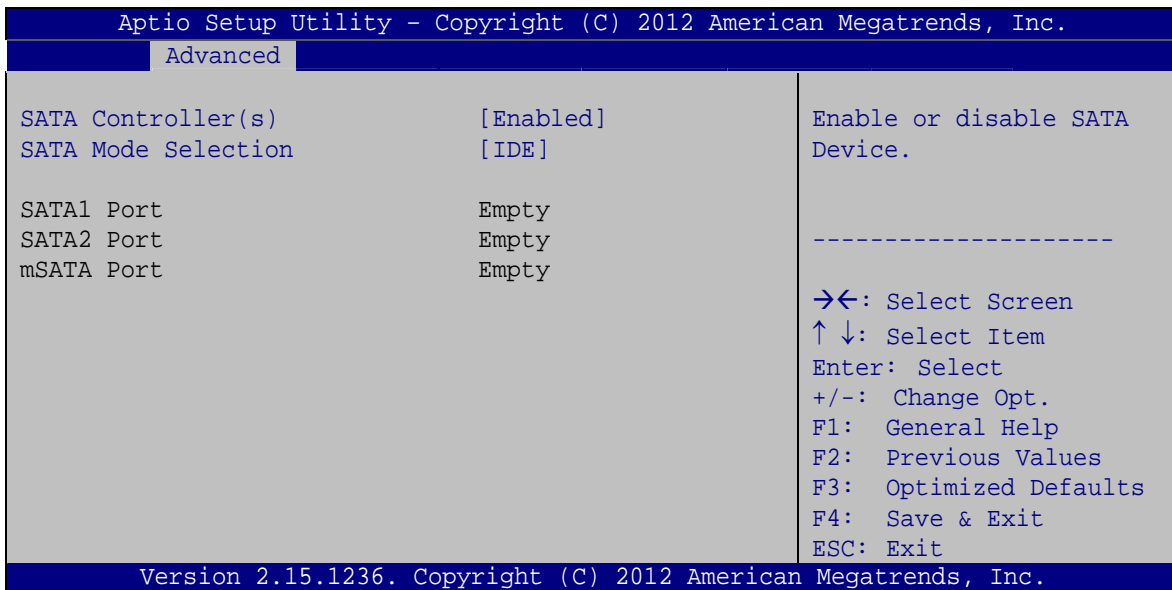 Aptio Setup Utility – Copyright (C) 2012 American Megatrends, Inc.
Advanced
SATA Controller(s) [Enabled]
SATA Mode Selection [IDE]
SATA1 Port Empty
SATA2 Port Empty
mSATA Port Empty
Enable or disable SATA
Device.
---------------------
→←: Select Screen
↑ ↓: Select Item
Enter: Select
+/-: Change Opt.
F1: General Help
F2: Previous Values
F3: Optimized Defaults
F4: Save & Exit
ESC: Exit
Version 2.15.1236. Copyright (C) 2012 American Megatrends, Inc.